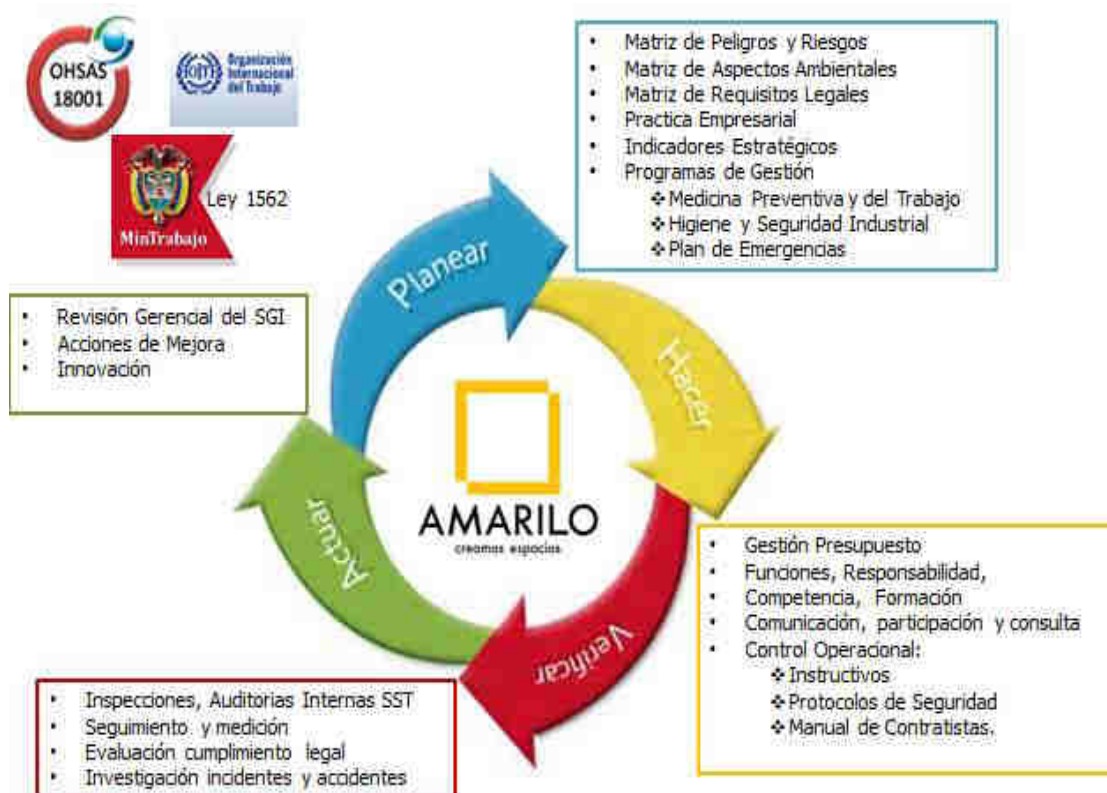 OHSAS
18001
Organización
Internacional
del Trabajo
MinTrabajo
Ley 1562
• Matriz de Peligros y Riesgos
• Matriz de Aspectos Ambientales
• Matriz de Requisitos Legales
• Practica Empresarial
• Indicadores Estratégicos
• Programas de Gestión
❖ Medicina Preventiva y del Trabajo
❖ Higiene y Seguridad Industrial
❖ Plan de Emergencias
Planear
Hacer
• Revisión Gerencial del SGI
• Acciones de Mejora
• Innovación
AMARILO
creamos espacios
Actuar
Verificar
• Gestión Presupuesto
• Funciones, Responsabilidad,
• Competencia, Formación
• Comunicación, participación y consulta
• Control Operacional:
❖ Instructivos
❖ Protocolos de Seguridad
❖ Manual de Contratistas.
• Inspecciones, Auditorias Internas SST
• Seguimiento y medición
• Evaluación cumplimiento legal
• Investigación incidentes y accidentes